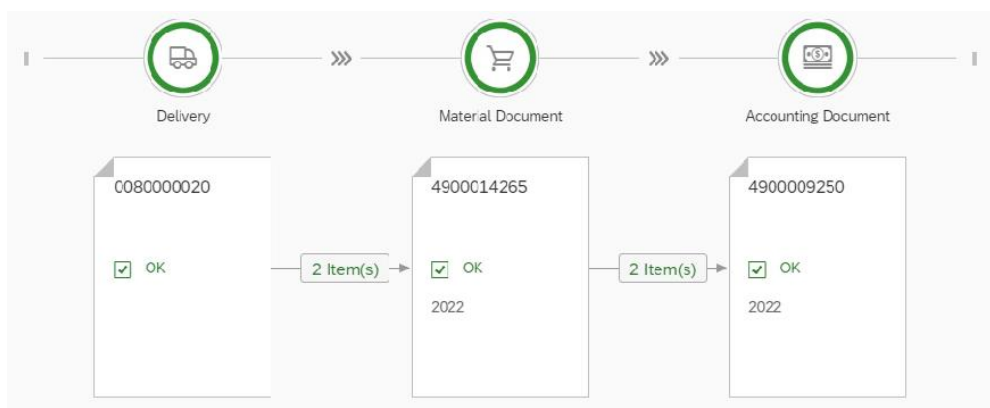 Delivery
Material Document
Accounting Document
0080000020
4900014265
4900009250
OK
2 Item(s)
OK
2 Item(s)
OK
2022
2022